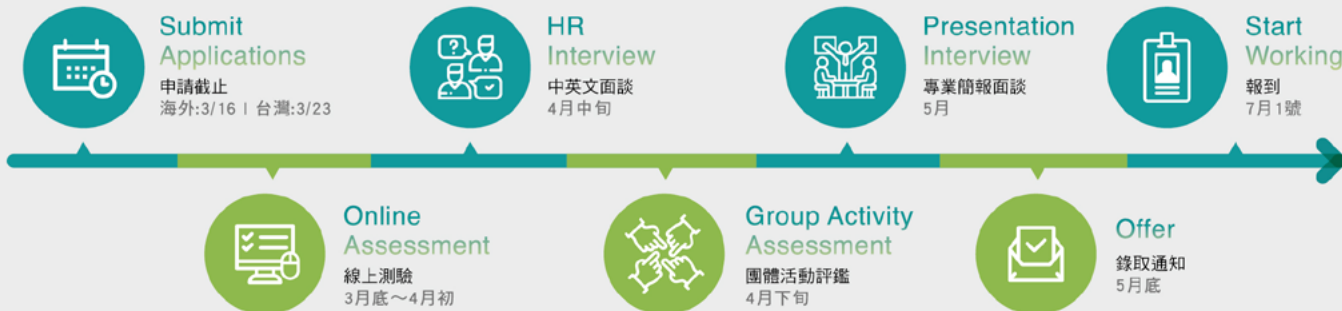 Submit
Applications
申請截止
海外:3/16 | 台灣:3/23
Online
Assessment
線上測驗
3月底～4月初
HR
Interview
中英文面談
4月中旬
Group Activity
Assessment
團體活動評鑑
4月下旬
Presentation
Interview
專業簡報面談
5月
Offer
錄取通知
5月底
Start
Working
報到
7月1號